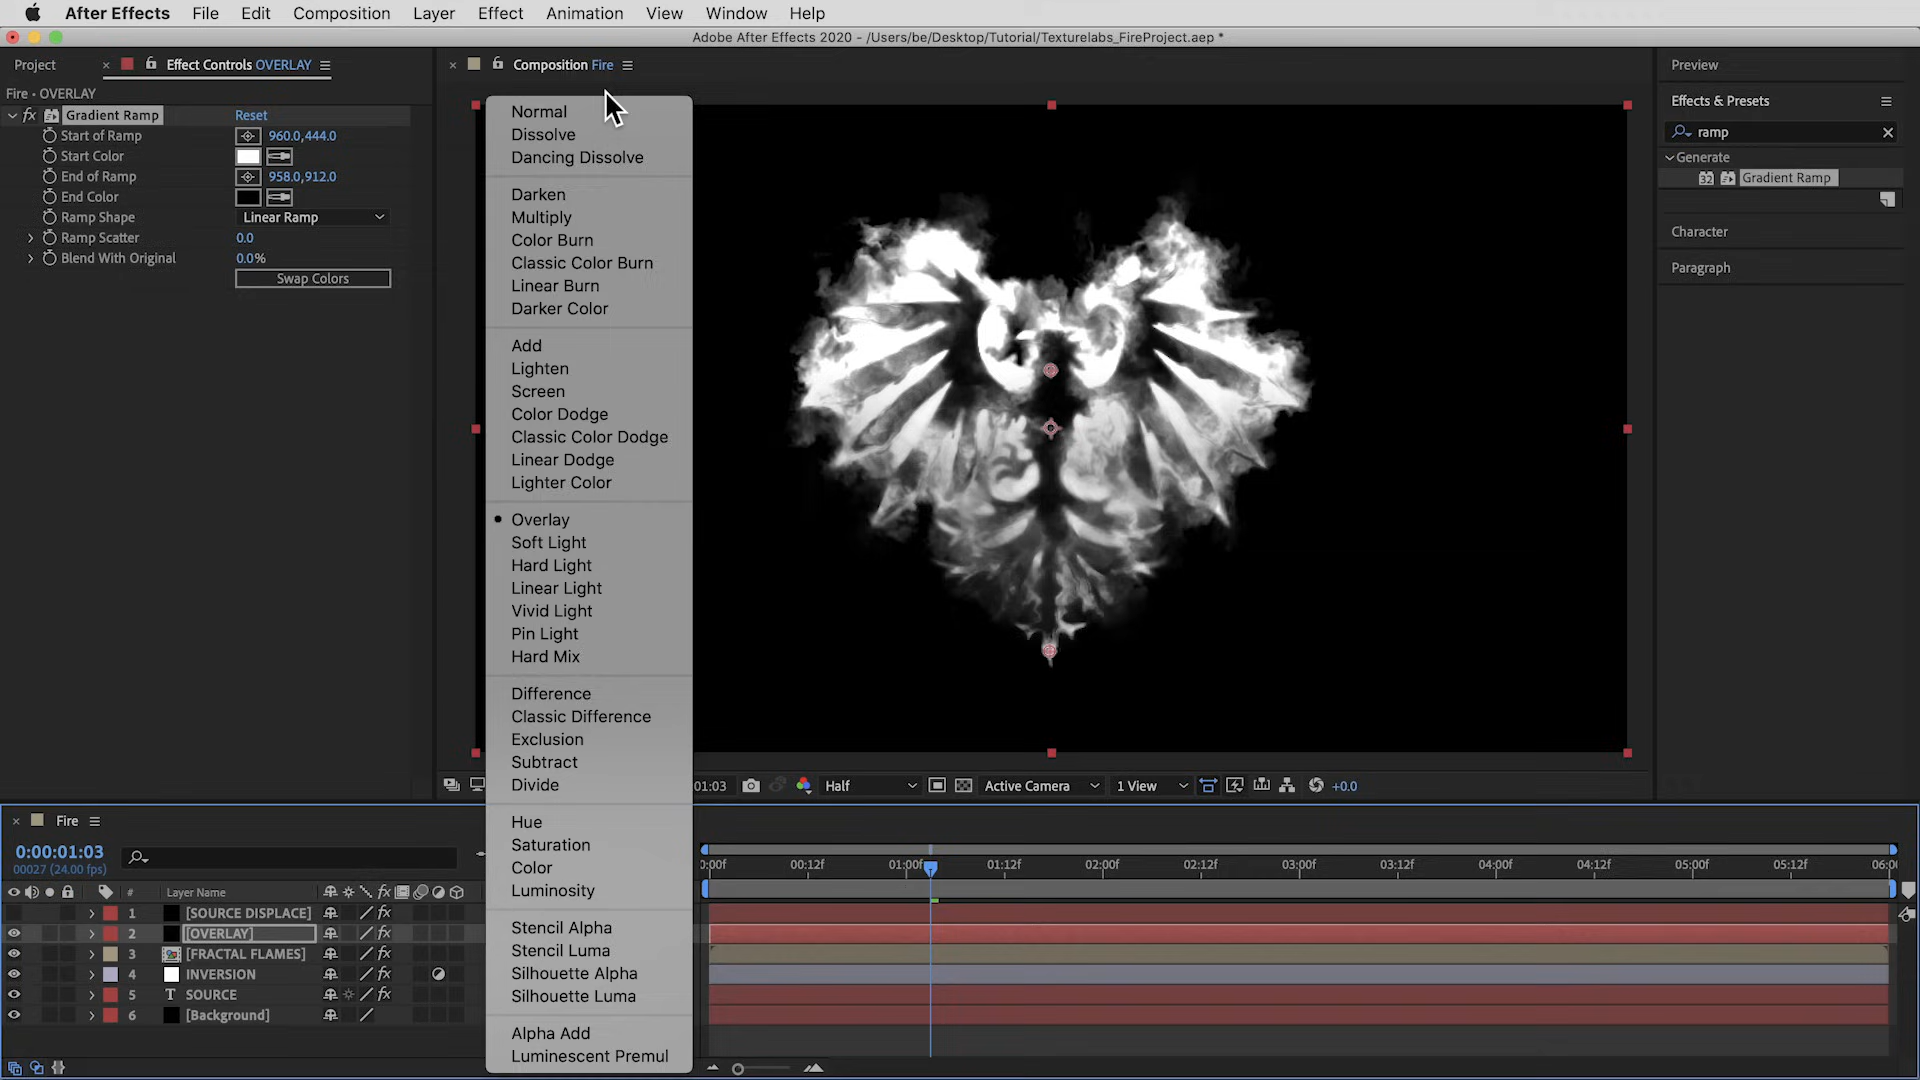 After Effects File Edit Composition Layer Effect Animation View Window Help
Adobe After Effects 2020 - /Users/be/Desktop/Tutorial/Texturelabs_FireProject.aep *
Project × Effect Controls OVERLAY
Fire • OVERLAY
fx Gradient Ramp Reset
Start of Ramp 960.0,444.0
Start Color
End of Ramp 958.0,912.0
End Color
Ramp Shape Linear Ramp
Ramp Scatter 0.0
Blend With Original 0.0%
Swap Colors
× Composition Fire
Normal
Dissolve
Dancing Dissolve
Darken
Multiply
Color Burn
Classic Color Burn
Linear Burn
Darker Color
Add
Lighten
Screen
Color Dodge
Classic Color Dodge
Linear Dodge
Lighter Color
Overlay
Soft Light
Hard Light
Linear Light
Vivid Light
Pin Light
Hard Mix
Difference
Classic Difference
Exclusion
Subtract
Divide
Hue
Saturation
Color
Luminosity
Stencil Alpha
Stencil Luma
Silhouette Alpha
Silhouette Luma
Alpha Add
Luminescent Premul
01:03 Half Active Camera 1 View +0.0
Preview
Effects & Presets
ramp ×
Generate
32 Gradient Ramp
Character
Paragraph
× Fire
0:00:01:03
00027 (24.00 fps)
# Layer Name fx
1 [SOURCE DISPLACE] fx
2 [OVERLAY] fx
3 [FRACTAL FLAMES] fx
4 INVERSION fx
5 T SOURCE fx
6 [Background]
0:00f 00:12f 01:00f 01:12f 02:00f 02:12f 03:00f 03:12f 04:00f 04:12f 05:00f 05:12f 06:0